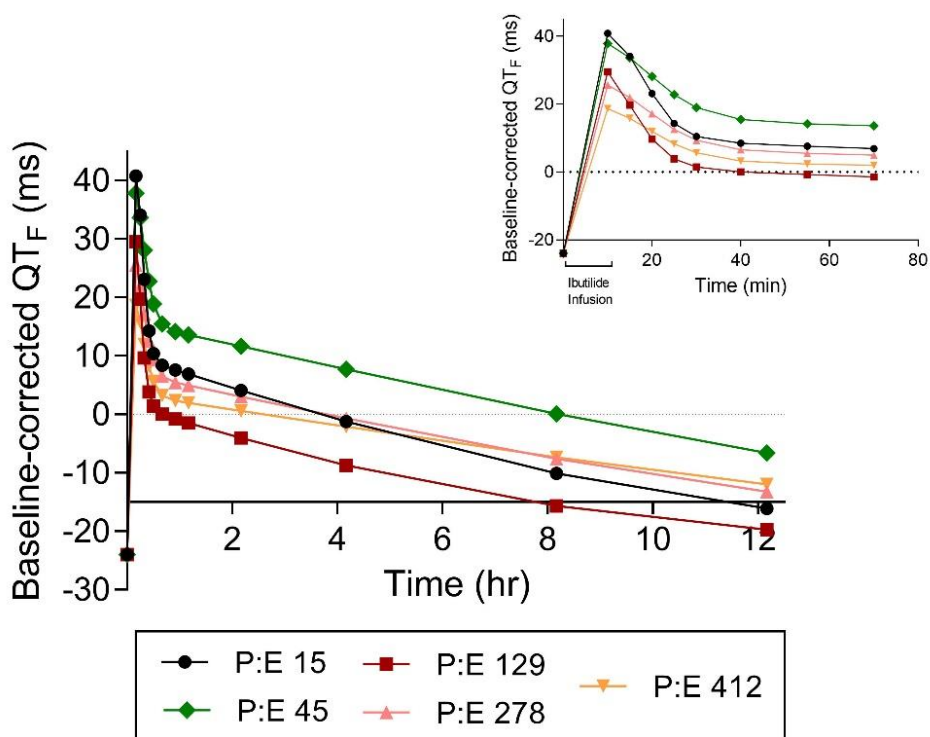 Baseline-corrected QTF (ms)
40
20
0
-20
20
40
60
80
Ibutilide
Infusion
Time (min)
Baseline-corrected QTF (ms)
40
30
20
10
0
-10
-20
-30
2
4
6
8
10
12
Time (hr)
P:E 15
P:E 129
P:E 412
P:E 45
P:E 278